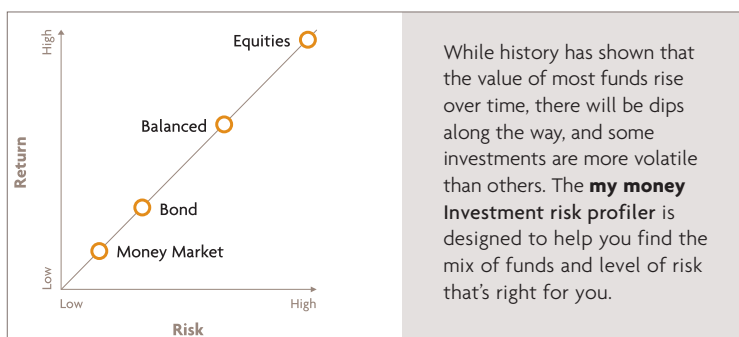 High
Equities
Balanced
Return
Bond
Money Market
Low
Low
High
Risk
While history has shown that
the value of most funds rise
over time, there will be dips
along the way, and some
investments are more volatile
than others. The my money
Investment risk profiler is
designed to help you find the
mix of funds and level of risk
that's right for you.